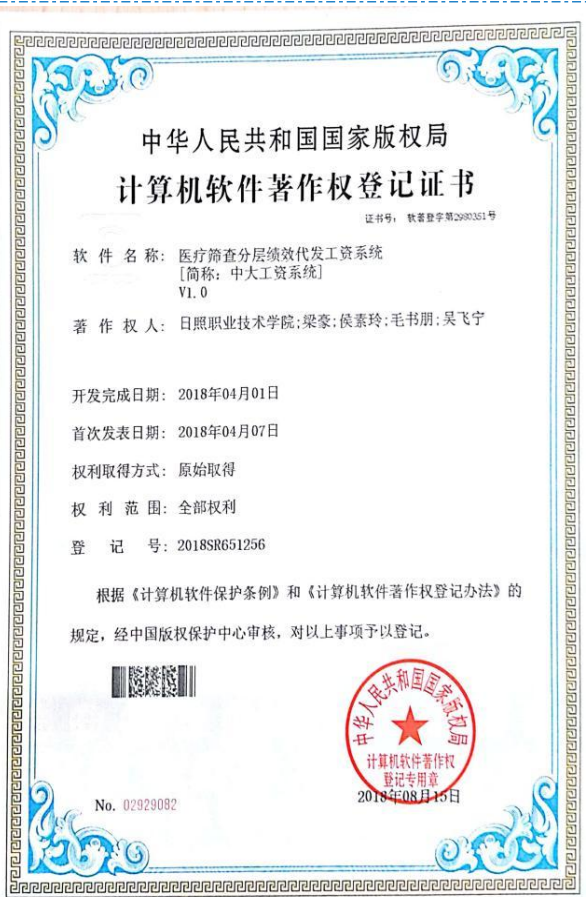 中华人民共和国国家版权局
计算机软件著作权登记证书
证书号： 软著登字第2980351号
软件名称： 医疗筛查分层绩效代发工资系统
[简称：中大工资系统]
V1.0
著作权人： 日照职业技术学院;梁豪;侯素玲;毛书朋;吴飞宁
开发完成日期： 2018年04月01日
首次发表日期： 2018年04月07日
权利取得方式： 原始取得
权利范围： 全部权利
登记号： 2018SR651256
根据《计算机软件保护条例》和《计算机软件著作权登记办法》的
规定，经中国版权保护中心审核，对以上事项予以登记。
中华人民共和国国家版权局
计算机软件著作权
登记专用章
No. 02929082
2018年08月15日